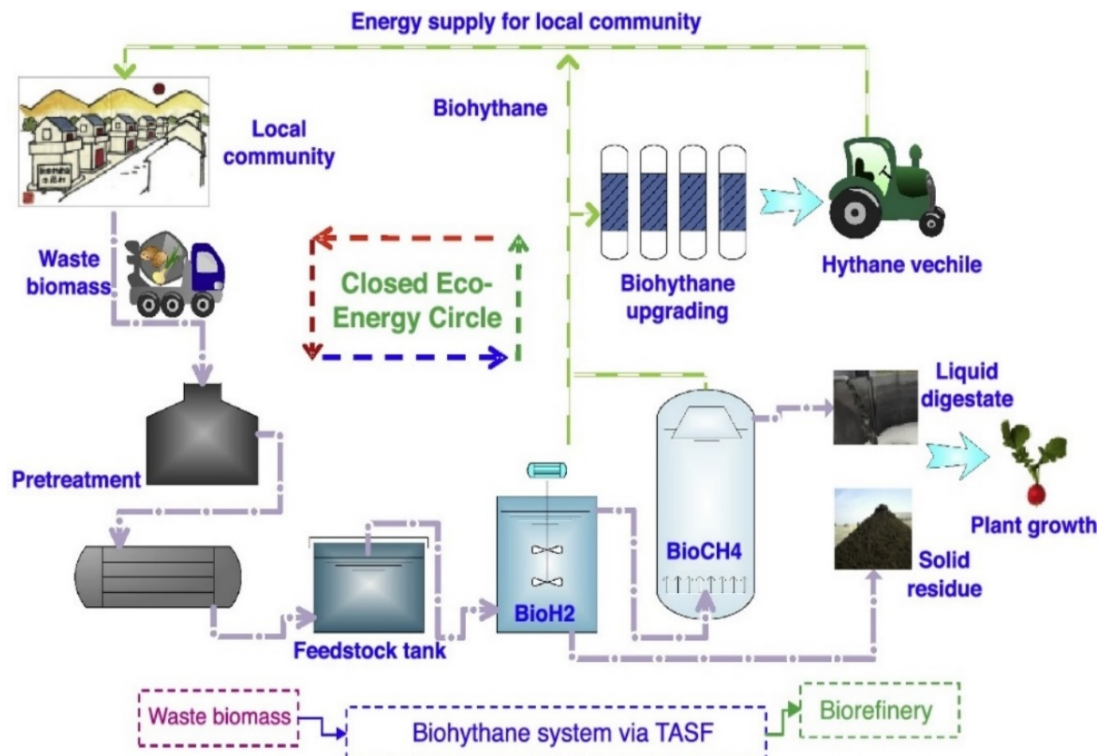 Energy supply for local community
Biohythane
Local
community
Waste
biomass
Closed Eco-
Energy Circle
Biohythane
upgrading
Hythane vechile
Pretreatment
Liquid
digestate
BioCH4
Plant growth
Solid
residue
BioH2
Feedstock tank
Waste biomass
Biohythane system via TASF
Biorefinery